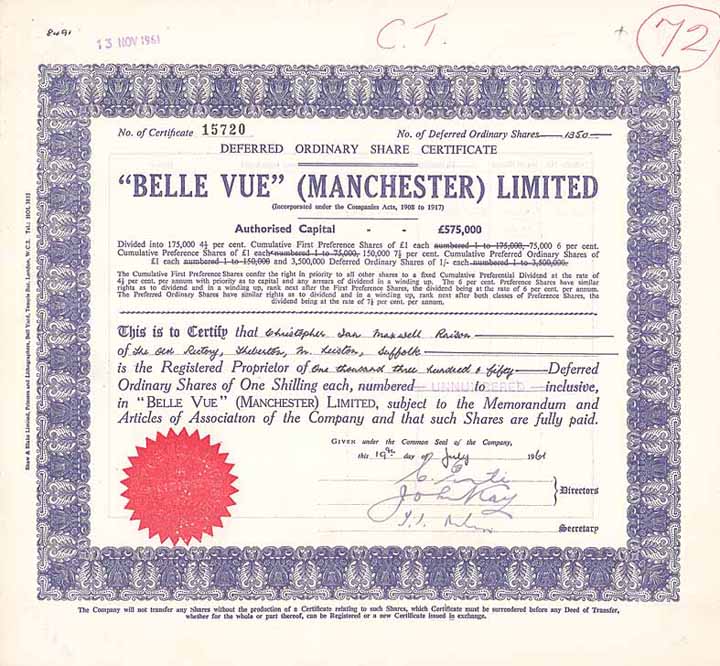 8491
13 NOV 1961
C.T.
72
No. of Certificate 15720
No. of Deferred Ordinary Shares 1350
DEFERRED ORDINARY SHARE CERTIFICATE
“BELLE VUE” (MANCHESTER) LIMITED
(Incorporated under the Companies Acts, 1908 to 1917)
Authorised Capital - - £575,000
Divided into 175,000 4½ per cent. Cumulative First Preference Shares of £1 each numbered 1 to 175,000, 75,000 6 per cent.
Cumulative Preference Shares of £1 each numbered 1 to 75,000, 150,000 7½ per cent. Cumulative Preferred Ordinary Shares of
£1 each numbered 1 to 150,000 and 3,500,000 Deferred Ordinary Shares of 1/- each numbered 1 to 3,500,000.
The Cumulative First Preference Shares confer the right in priority to all other shares to a fixed Cumulative Preferential Dividend at the rate of
4½ per cent. per annum with priority as to capital and any arrears of dividend in a winding up. The 6 per cent. Preference Shares have similar
rights as to dividend and in a winding up, rank next after the First Preference Shares, the dividend being at the rate of 6 per cent. per annum.
The Preferred Ordinary Shares have similar rights as to dividend and in a winding up, rank next after both classes of Preference Shares, the
dividend being at the rate of 7½ per cent. per annum.
This is to Certify that Christopher Ian Maxwell Raison
of The Old Rectory, Theberton, Nr. Leiston, Suffolk
is the Registered Proprietor of One thousand three hundred & fifty Deferred
Ordinary Shares of One Shilling each, numbered UNNUMBERED to inclusive,
in “BELLE VUE” (MANCHESTER) LIMITED, subject to the Memorandum and
Articles of Association of the Company and that such Shares are fully paid.
GIVEN under the Common Seal of the Company,
this 19th day of July 1961
John Kay
Directors
Secretary
The Company will not transfer any Shares without the production of a Certificate relating to such Shares, which Certificate must be surrendered before any Deed of Transfer,
whether for the whole or part thereof, can be Registered or a new Certificate issued in exchange.
Shaw & Blake Limited, Printers and Lithographers, Bell Yard, Temple Bar, London, W.C.2. Tel.: HOL 3812